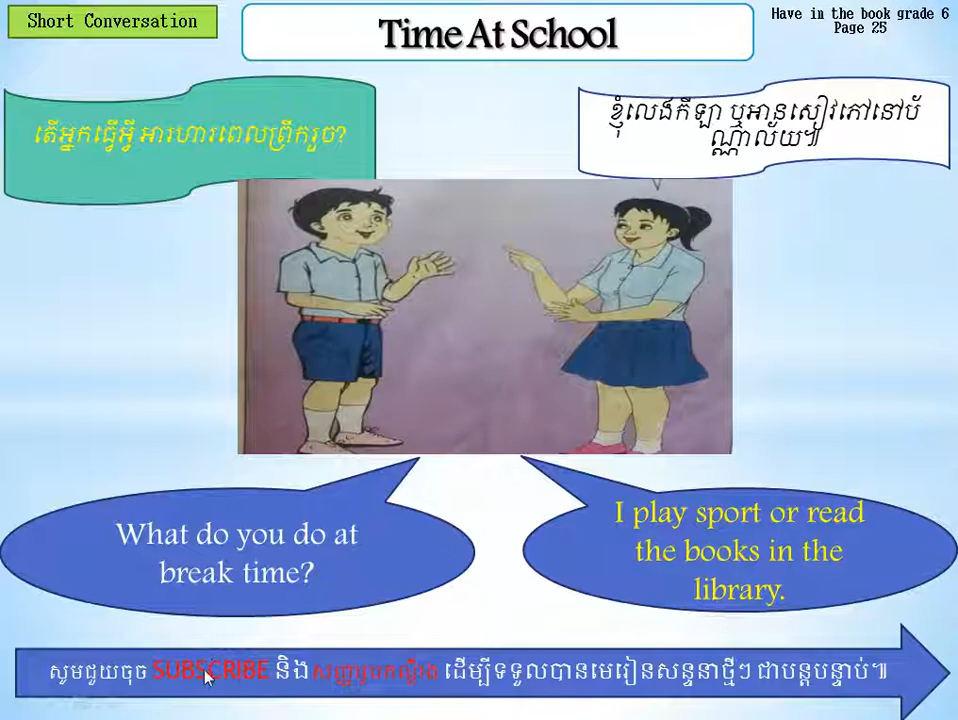 Short Conversation
Time At School
Have in the book grade 6
Page 25
តើអ្នកធ្វើអ្វី អារហារពេលព្រឹករួច?
ខ្ញុំលេងកីឡា ឬអានសៀវភៅនៅប័
ណ្ណាល័យ៕
What do you do at
break time?
I play sport or read
the books in the
library.
សូមជួយចុច SUBSCRIBE និងសញ្ញារូបកណ្ដឹង ដើម្បីទទួលបានមេរៀនសន្ទនាថ្មីៗ ជាបន្តបន្ទាប់៕